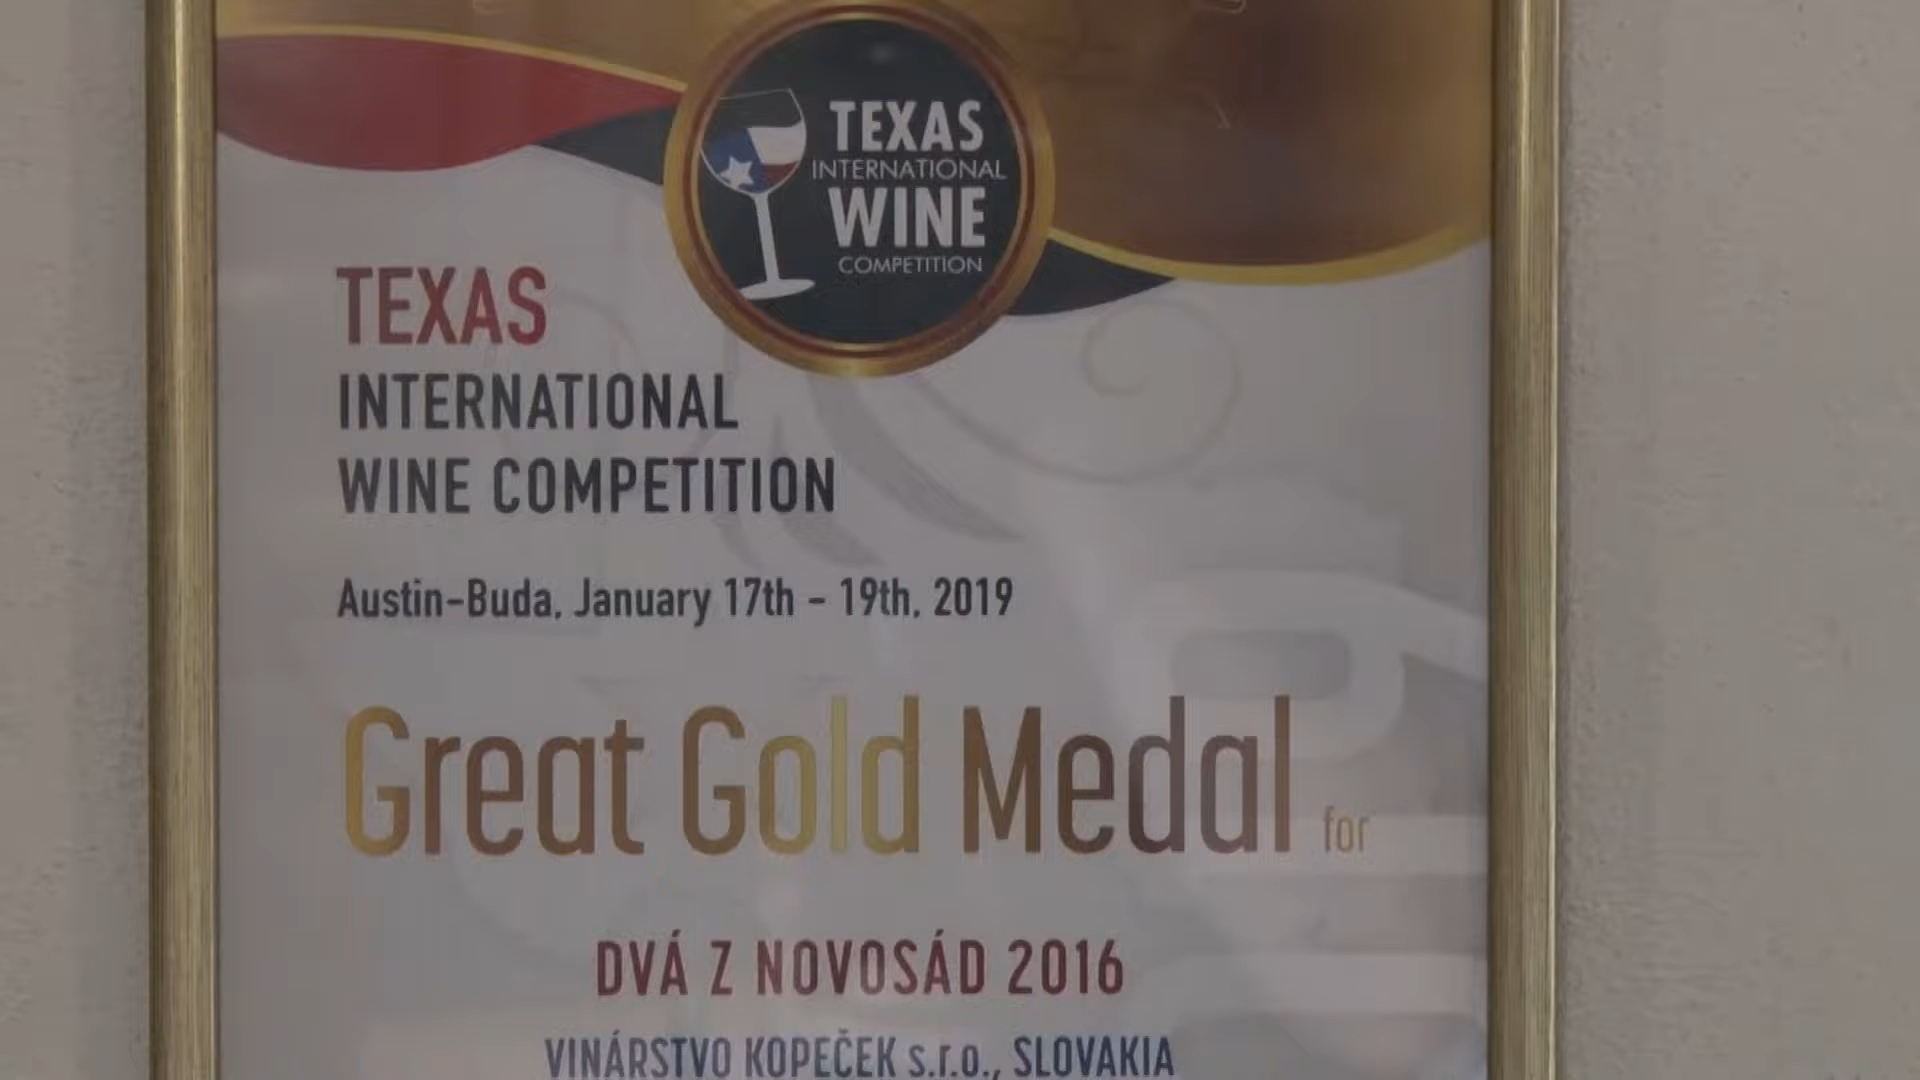 TEXAS
INTERNATIONAL
WINE
COMPETITION
TEXAS
INTERNATIONAL
WINE COMPETITION
Austin-Buda, January 17th - 19th, 2019
Great Gold Medal for
DVÁ Z NOVOSÁD 2016
VINÁRSTVO KOPEČEK s.r.o., SLOVAKIA